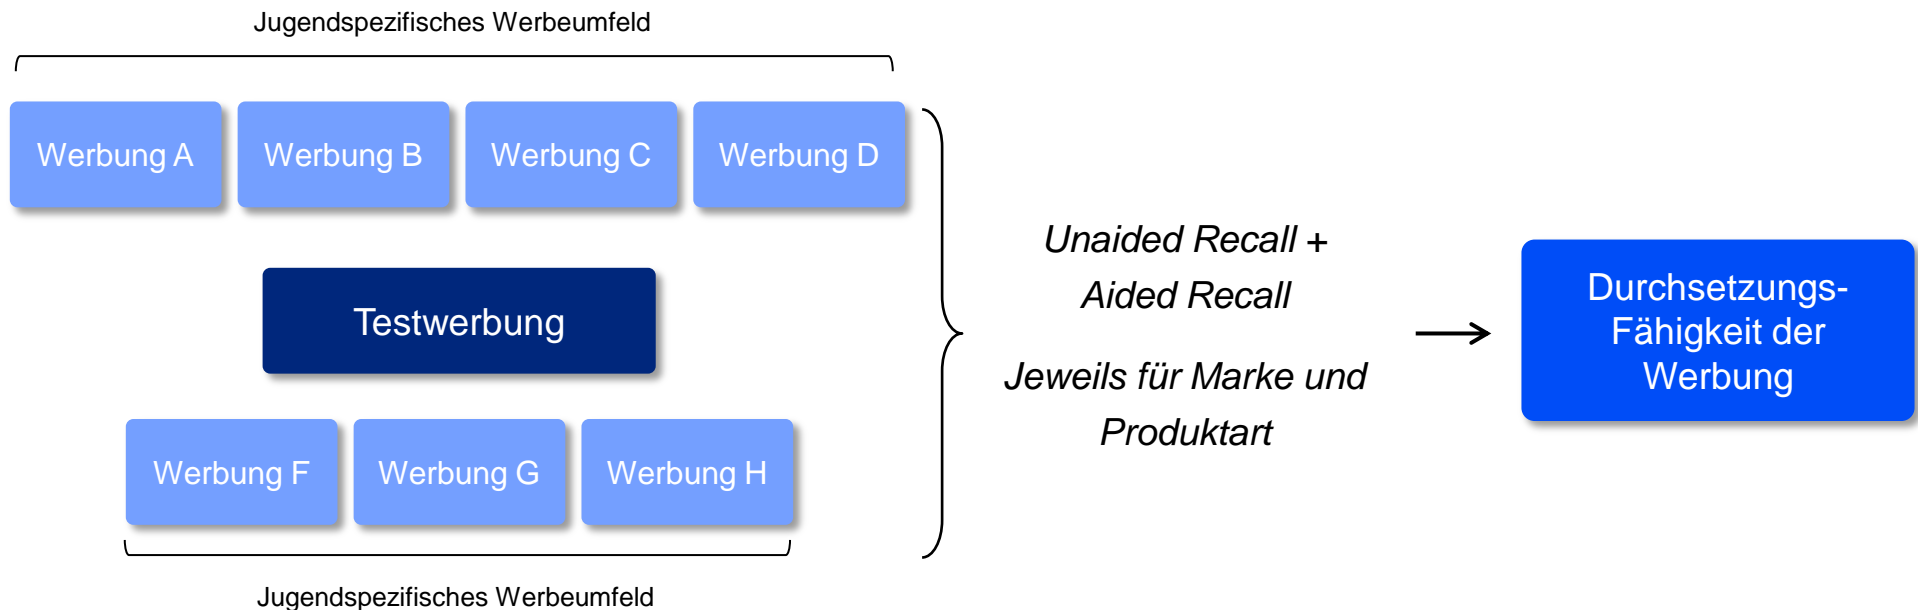 Jugendspezifisches Werbeumfeld
Werbung A
Werbung B
Werbung C
Werbung D
Testwerbung
Werbung F
Werbung G
Werbung H
Jugendspezifisches Werbeumfeld
Unaided Recall +
Aided Recall
Jeweils für Marke und
Produktart
Durchsetzungs-
Fähigkeit der
Werbung